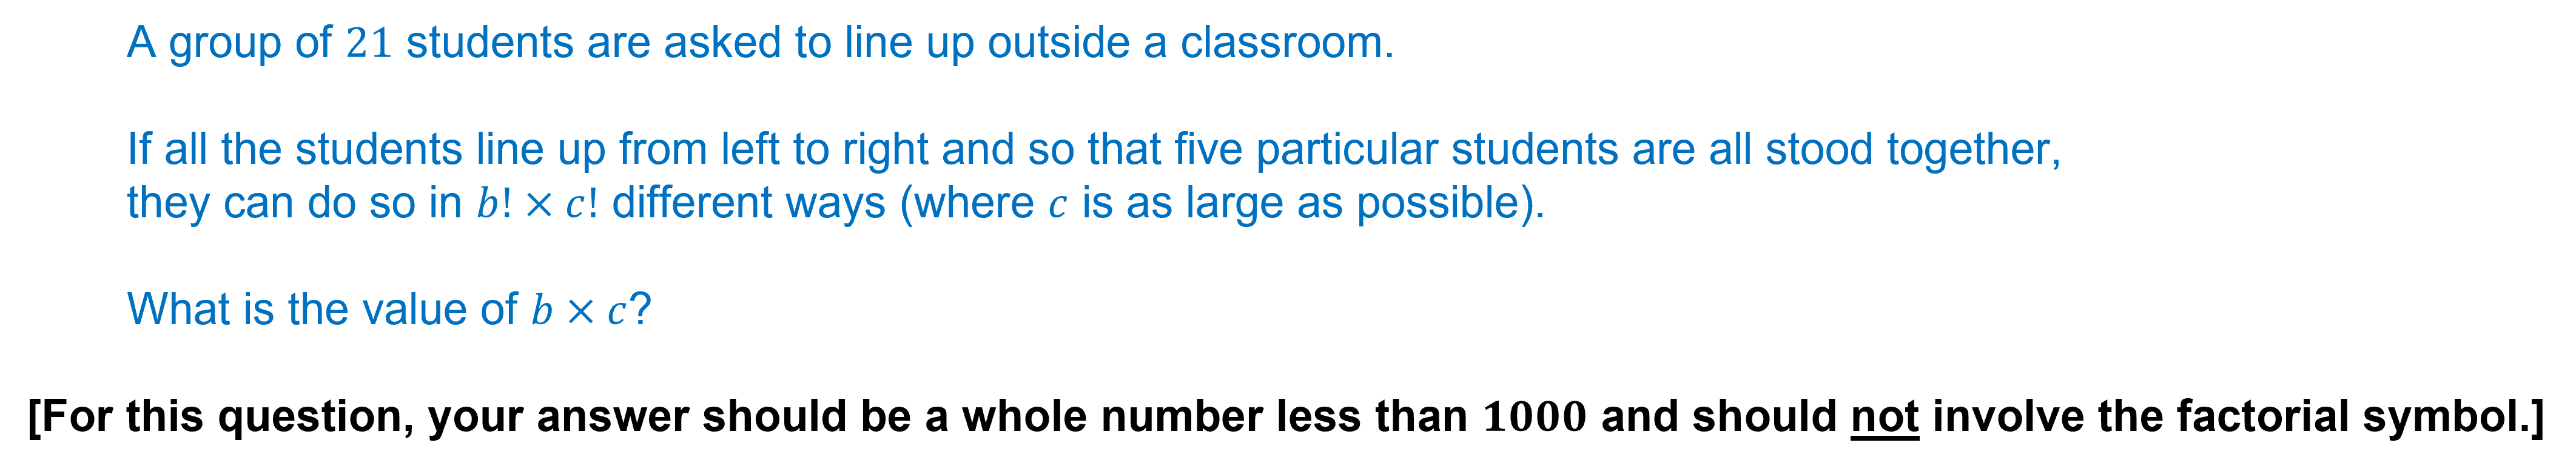 A group of 21 students are asked to line up outside a classroom.
If all the students line up from left to right and so that five particular students are all stood together,
they can do so in b! × c! different ways (where c is as large as possible).
What is the value of b × c?
[For this question, your answer should be a whole number less than 1000 and should not involve the factorial symbol.]